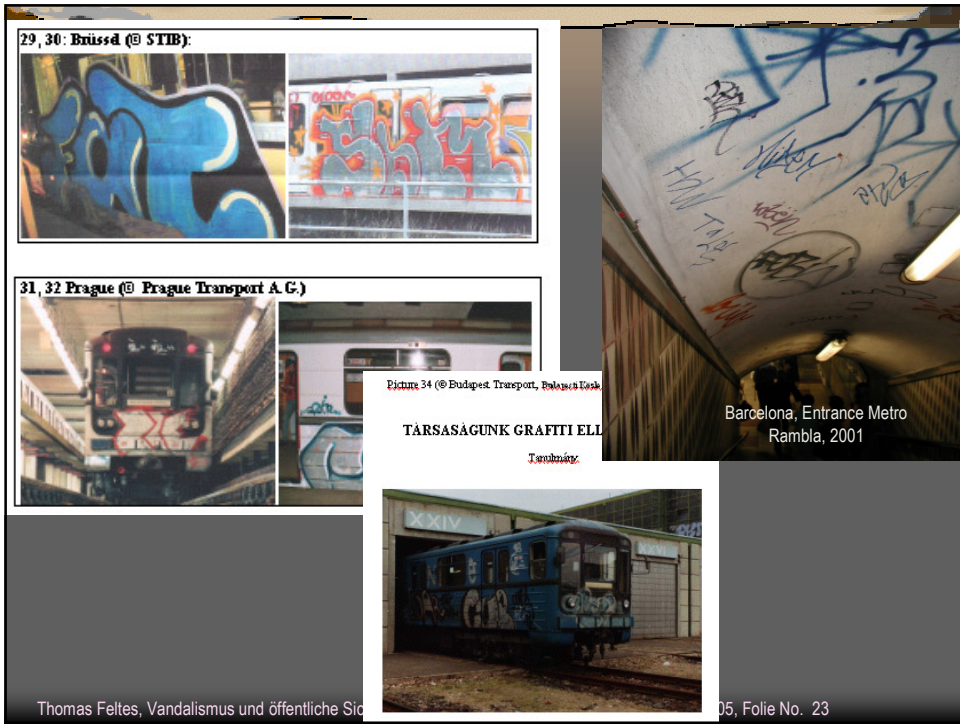 29, 30: Brüssel (© STIB):
31, 32 Prague (© Prague Transport A.G.)
Picture 34 (© Budapest Transport,
TÁRSASÁGUNK GRAFITI ELL
Tanulmány
XXIV
XXVI
Barcelona, Entrance Metro
Rambla, 2001
Thomas Feltes, Vandalismus und öffentliche Sic
05, Folie No. 23